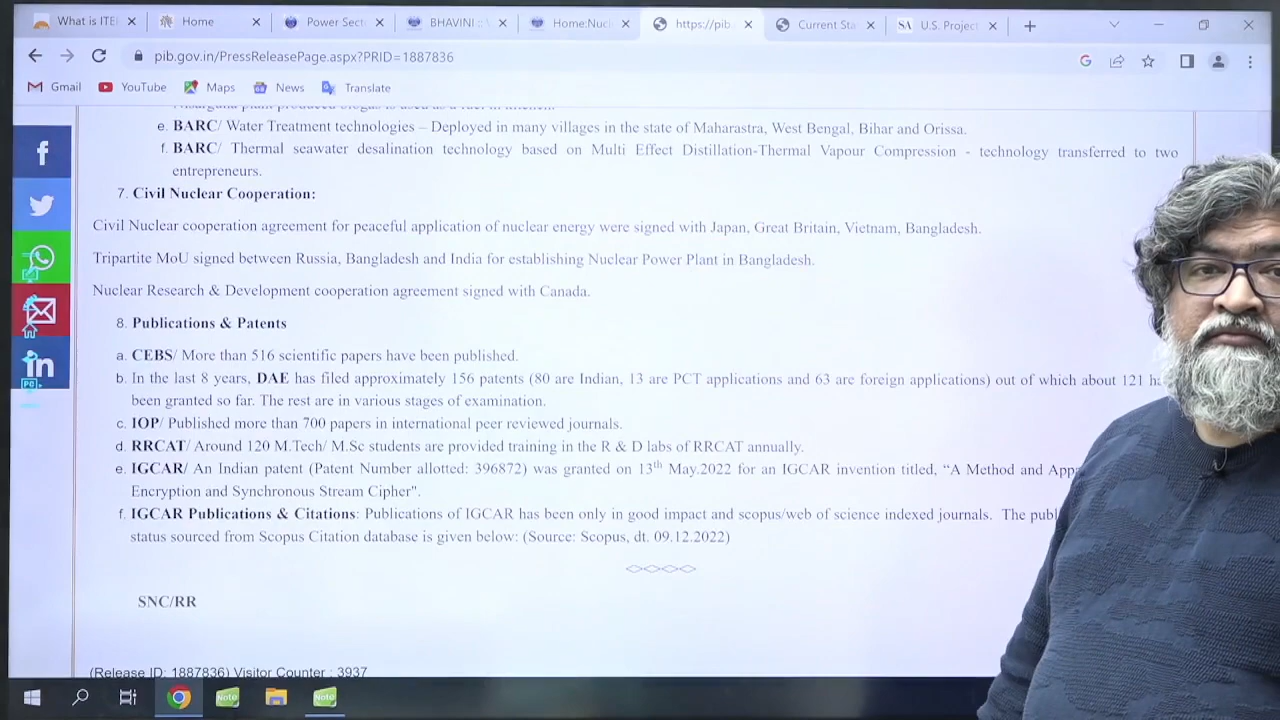 What is ITE
Home
Power Sect
BHAVINI ::
Home:Nucl
https://pib
Current Sta
SA U.S. Project
pib.gov.in/PressReleasePage.aspx?PRID=1887836
Gmail YouTube Maps News Translate
e. BARC/ Water Treatment technologies – Deployed in many villages in the state of Maharastra, West Bengal, Bihar and Orissa.
f. BARC/ Thermal seawater desalination technology based on Multi Effect Distillation-Thermal Vapour Compression - technology transferred to two
entrepreneurs.
7. Civil Nuclear Cooperation:
Civil Nuclear cooperation agreement for peaceful application of nuclear energy were signed with Japan, Great Britain, Vietnam, Bangladesh.
Tripartite MoU signed between Russia, Bangladesh and India for establishing Nuclear Power Plant in Bangladesh.
Nuclear Research & Development cooperation agreement signed with Canada.
8. Publications & Patents
a. CEBS/ More than 516 scientific papers have been published.
b. In the last 8 years, DAE has filed approximately 156 patents (80 are Indian, 13 are PCT applications and 63 are foreign applications) out of which about 121 ha
been granted so far. The rest are in various stages of examination.
c. IOP/ Published more than 700 papers in international peer reviewed journals.
d. RRCAT/ Around 120 M.Tech/ M.Sc students are provided training in the R & D labs of RRCAT annually.
e. IGCAR/ An Indian patent (Patent Number allotted: 396872) was granted on 13th May.2022 for an IGCAR invention titled, “A Method and App
Encryption and Synchronous Stream Cipher".
f. IGCAR Publications & Citations: Publications of IGCAR has been only in good impact and scopus/web of science indexed journals. The publ
status sourced from Scopus Citation database is given below: (Source: Scopus, dt. 09.12.2022)
SNC/RR
(Release ID: 1887836) Visitor Counter : 3937
Note
Note